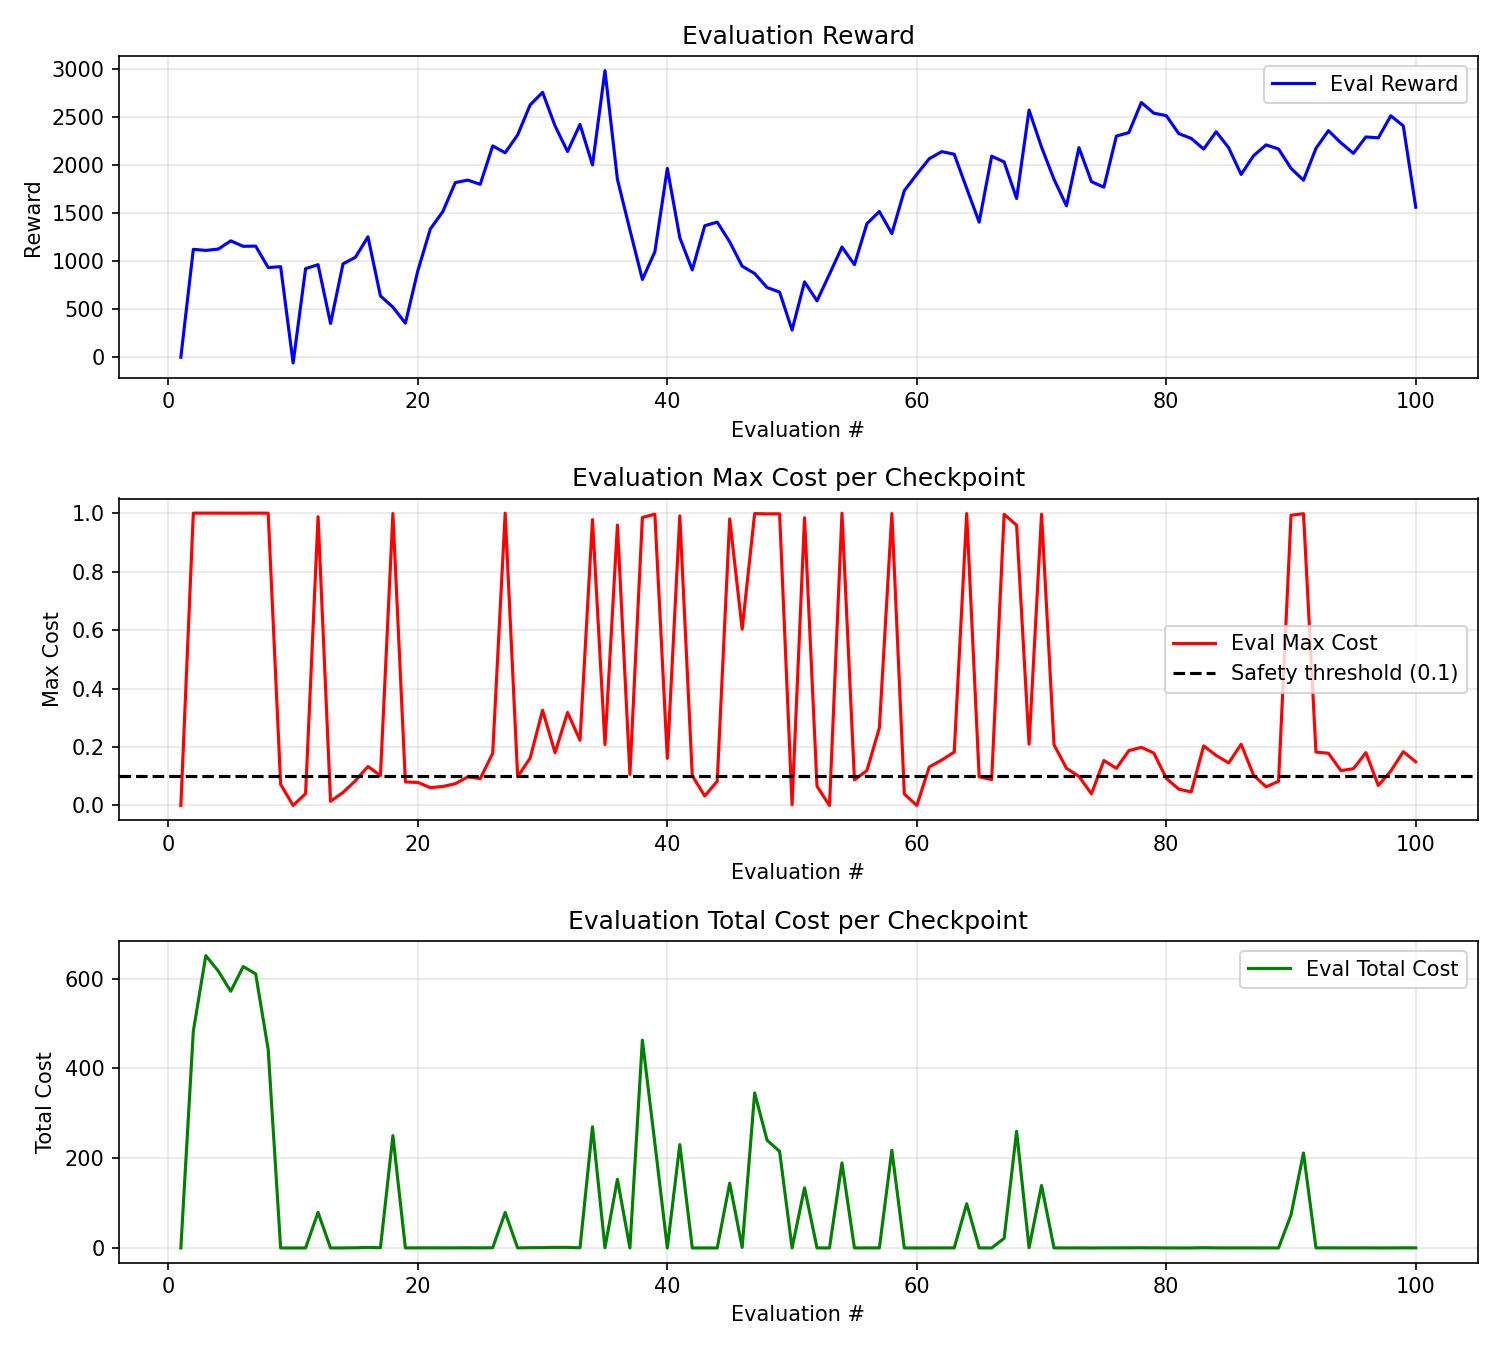 Evaluation Reward
3000
2500
2000
1500
1000
500
0
Reward
Eval Reward
0 20 40 60 80 100
Evaluation #
Evaluation Max Cost per Checkpoint
1.0
0.8
0.6
0.4
0.2
0.0
Max Cost
Eval Max Cost
Safety threshold (0.1)
0 20 40 60 80 100
Evaluation #
Evaluation Total Cost per Checkpoint
600
400
200
0
Total Cost
Eval Total Cost
0 20 40 60 80 100
Evaluation #